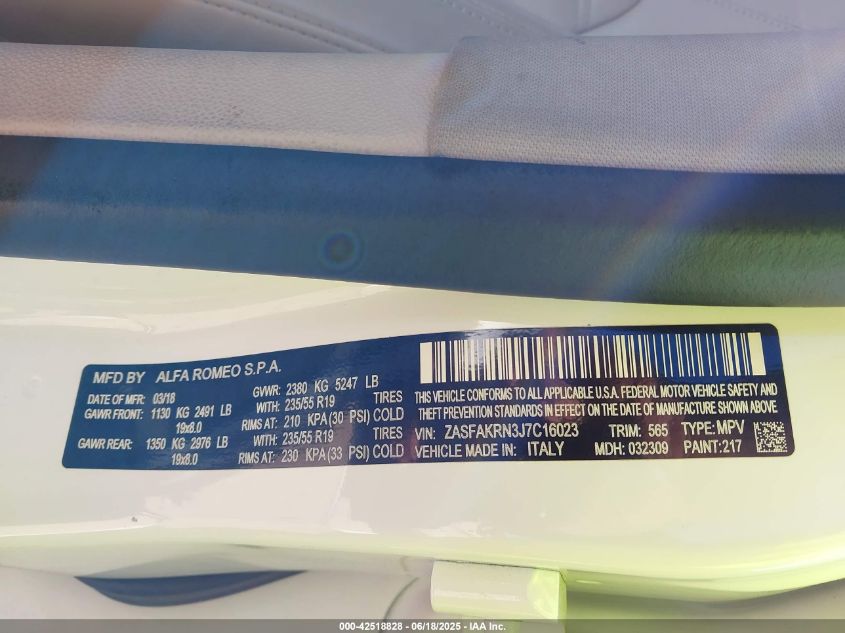 MFD BY ALFA ROMEO S.P.A.
DATE OF MFR: 03/18 GVWR: 2380 KG 5247 LB
GAWR FRONT: 1130 KG 2491 LB WITH: 235/55 R19 TIRES
19x8.0 RIMS AT: 210 KPA (30 PSI) COLD
GAWR REAR: 1350 KG 2976 LB WITH: 235/55 R19 TIRES
19x8.0 RIMS AT: 230 KPA (33 PSI) COLD
THIS VEHICLE CONFORMS TO ALL APPLICABLE U.S.A. FEDERAL MOTOR VEHICLE SAFETY AND
THEFT PREVENTION STANDARDS IN EFFECT ON THE DATE OF MANUFACTURE SHOWN ABOVE
VIN: ZASFAKRN3J7C16023 TRIM: 565 TYPE: MPV
VEHICLE MADE IN: ITALY MDH: 032309 PAINT: 217
000-42518828 - 06/18/2025 - IAA Inc.